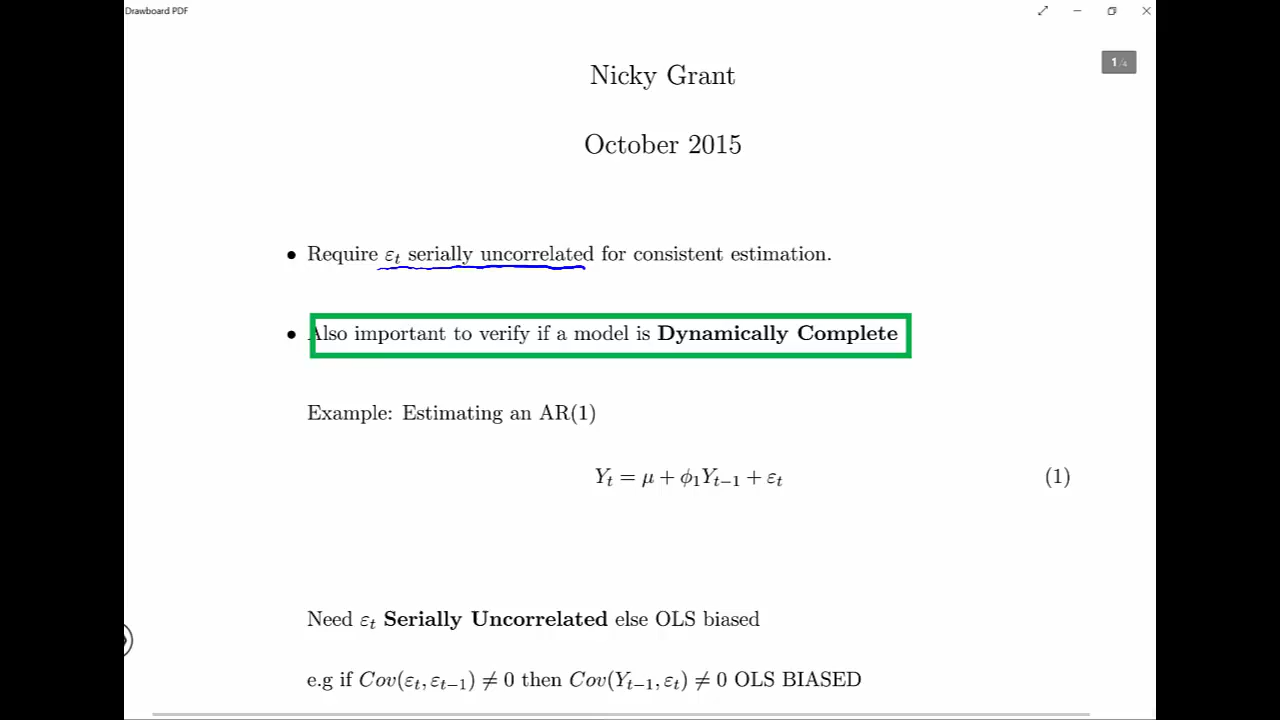 Drawboard PDF
1/4
Nicky Grant
October 2015
• Require εₜ serially uncorrelated for consistent estimation.
• Also important to verify if a model is Dynamically Complete
Example: Estimating an AR(1)
Yₜ = μ + ϕ₁Yₜ₋₁ + εₜ (1)
Need εₜ Serially Uncorrelated else OLS biased
e.g if Cov(εₜ, εₜ₋₁) ≠ 0 then Cov(Yₜ₋₁, εₜ) ≠ 0 OLS BIASED